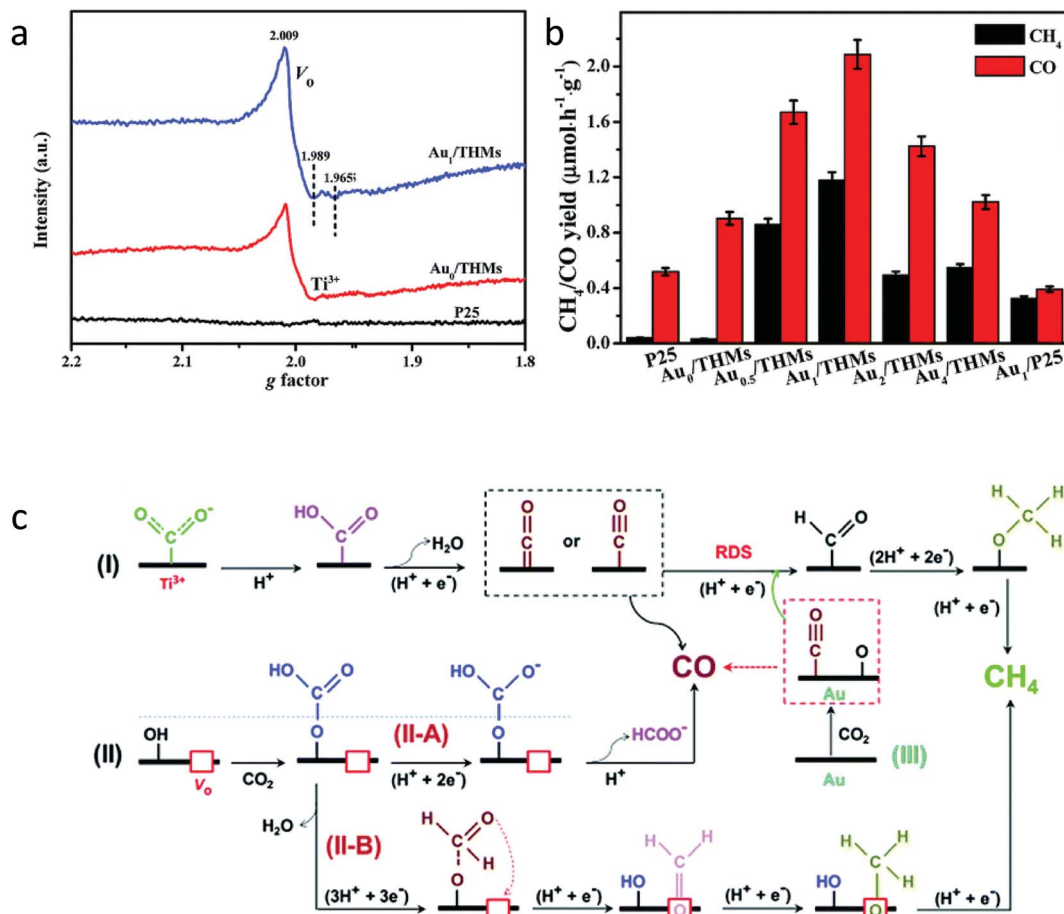 a
2.009
Vo
1.989
1.965
Au1/THMs
Ti3+
Au0/THMs
P25
Intensity (a.u.)
2.2 2.1 2.0 1.9 1.8
g factor
b
CH4
CO
CH4/CO yield (μmol·h-1·g-1)
2.0
1.6
1.2
0.8
0.4
0.0
P25
Au0/THMs
Au0.5/THMs
Au1/THMs
Au2/THMs
Au4/THMs
Au1/P25
c
(I)
O O-
C
Ti3+
H+
HO O
C
H2O
(H+ + e-)
O
C
or
O
C
RDS
(H+ + e-)
H O
C
(2H+ + 2e-)
H
C H
O H
(H+ + e-)
CH4
CO
O
C O
Au
CO2
Au
(III)
(II)
OH
Vo
CO2
HO O
C
O
(II-A)
(H+ + 2e-)
HO O-
C
O
HCOO-
H+
H2O
(II-B)
(3H+ + 3e-)
H O
C
H
O
(H+ + e-)
H H
C
HO
O
(H+ + e-)
H
H C
H
HO
O
(H+ + e-)